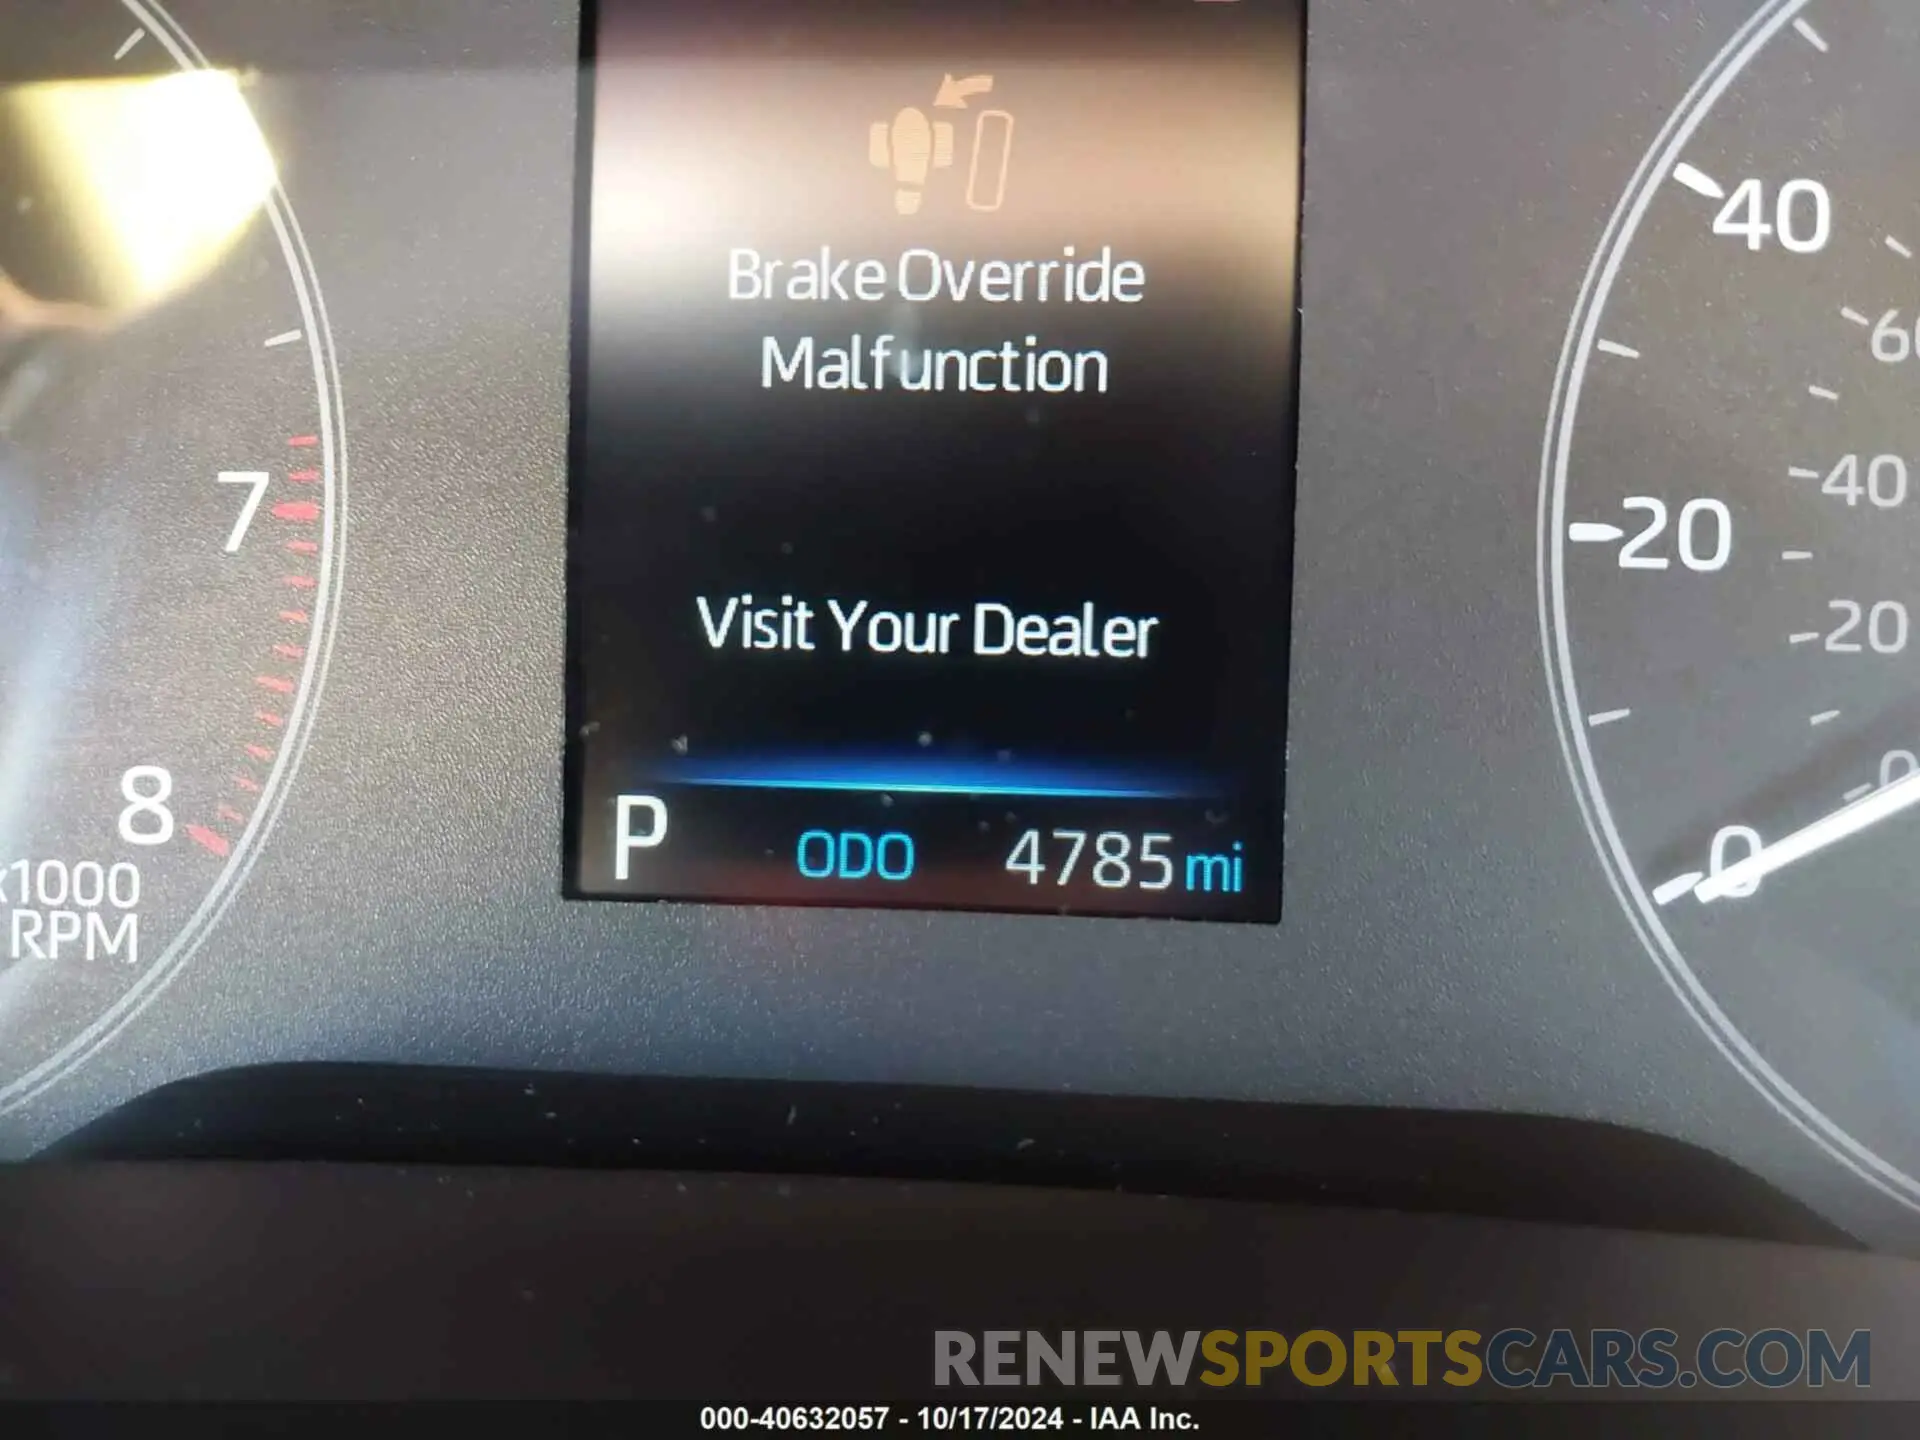 Brake Override
Malfunction
Visit Your Dealer
P ODO 4785 mi
7
8
x1000
RPM
40
20
0
60
40
20
0
RENEWSPORTSCARS.COM
000-40632057 - 10/17/2024 - IAA Inc.